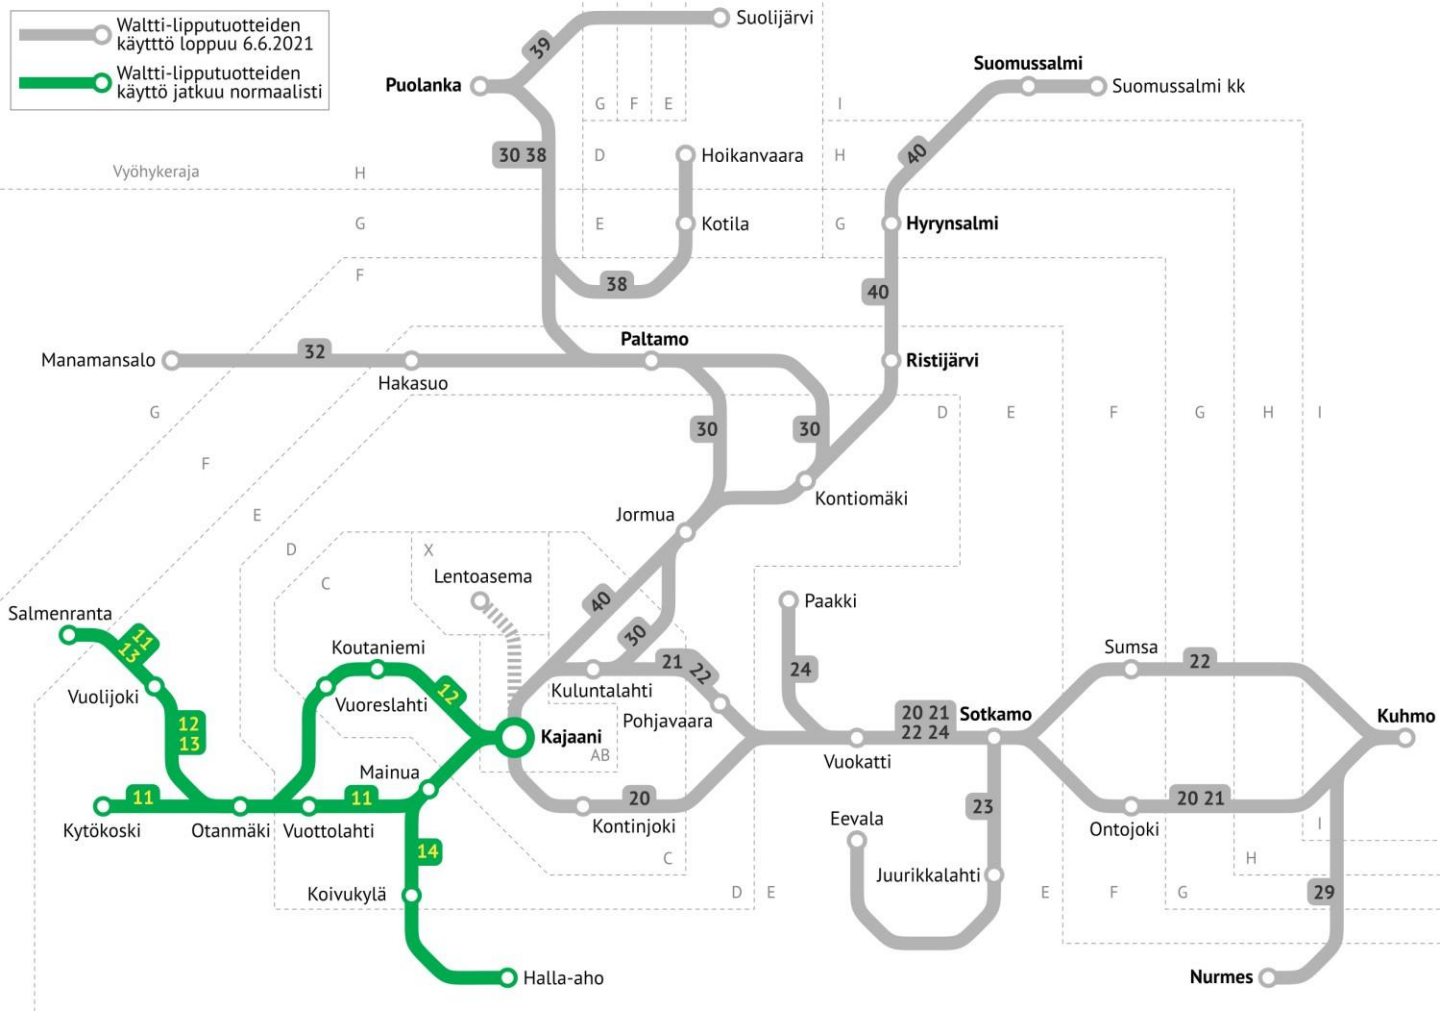 Waltti-lipputuotteiden
käytttö loppuu 6.6.2021
Waltti-lipputuotteiden
käyttö jatkuu normaalisti
Suolijärvi
39
Puolanka
Suomussalmi
Suomussalmi kk
G F E
I
30 38
D
Hoikanvaara
H
40
Vyöhykeraja
H
G
E
Kotila
G
Hyrynsalmi
F
38
40
Manamansalo
32
Hakasuo
Paltamo
Ristijärvi
G
D E F G H I
30
30
F
Kontiomäki
E
Jormua
D
X
C
Lentoasema
40
Paakki
Salmenranta
11
13
30
Koutaniemi
21
22
24
Sumsa
22
Vuolijoki
Vuoreslahti
12
Kuluntalahti
Pohjavaara
12
13
Kajaani
AB
20 21
22 24
Sotkamo
Kuhmo
Vuokatti
Mainua
11
11
20
23
20 21
Kytökoski
Otanmäki
Vuottolahti
Kontinjoki
Eevala
Ontojoki
I
14
C
H
Juurikkalahti
Koivukylä
D E
E F G
29
Halla-aho
Nurmes